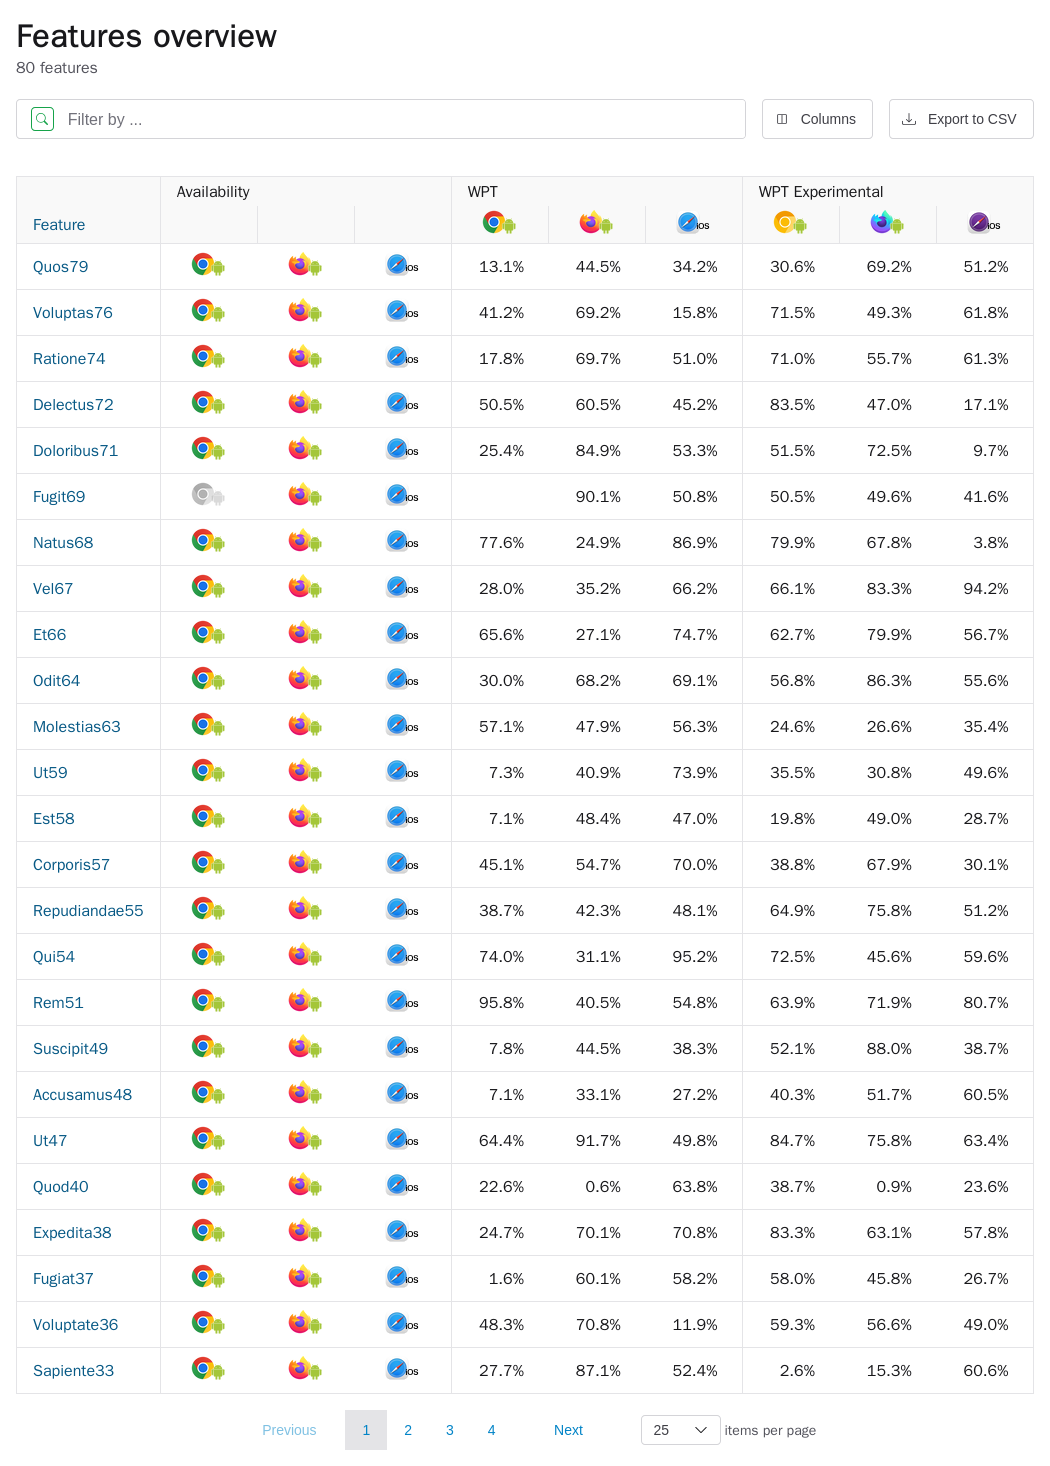 Features overview
80 features
Filter by ...
Columns
Export to CSV
Availability WPT WPT Experimental
Feature iOS iOS
Quos79 iOS 13.1% 44.5% 34.2% 30.6% 69.2% 51.2%
Voluptas76 iOS 41.2% 69.2% 15.8% 71.5% 49.3% 61.8%
Ratione74 iOS 17.8% 69.7% 51.0% 71.0% 55.7% 61.3%
Delectus72 iOS 50.5% 60.5% 45.2% 83.5% 47.0% 17.1%
Doloribus71 iOS 25.4% 84.9% 53.3% 51.5% 72.5% 9.7%
Fugit69 iOS 90.1% 50.8% 50.5% 49.6% 41.6%
Natus68 iOS 77.6% 24.9% 86.9% 79.9% 67.8% 3.8%
Vel67 iOS 28.0% 35.2% 66.2% 66.1% 83.3% 94.2%
Et66 iOS 65.6% 27.1% 74.7% 62.7% 79.9% 56.7%
Odit64 iOS 30.0% 68.2% 69.1% 56.8% 86.3% 55.6%
Molestias63 iOS 57.1% 47.9% 56.3% 24.6% 26.6% 35.4%
Ut59 iOS 7.3% 40.9% 73.9% 35.5% 30.8% 49.6%
Est58 iOS 7.1% 48.4% 47.0% 19.8% 49.0% 28.7%
Corporis57 iOS 45.1% 54.7% 70.0% 38.8% 67.9% 30.1%
Repudiandae55 iOS 38.7% 42.3% 48.1% 64.9% 75.8% 51.2%
Qui54 iOS 74.0% 31.1% 95.2% 72.5% 45.6% 59.6%
Rem51 iOS 95.8% 40.5% 54.8% 63.9% 71.9% 80.7%
Suscipit49 iOS 7.8% 44.5% 38.3% 52.1% 88.0% 38.7%
Accusamus48 iOS 7.1% 33.1% 27.2% 40.3% 51.7% 60.5%
Ut47 iOS 64.4% 91.7% 49.8% 84.7% 75.8% 63.4%
Quod40 iOS 22.6% 0.6% 63.8% 38.7% 0.9% 23.6%
Expedita38 iOS 24.7% 70.1% 70.8% 83.3% 63.1% 57.8%
Fugiat37 iOS 1.6% 60.1% 58.2% 58.0% 45.8% 26.7%
Voluptate36 iOS 48.3% 70.8% 11.9% 59.3% 56.6% 49.0%
Sapiente33 iOS 27.7% 87.1% 52.4% 2.6% 15.3% 60.6%
Previous 1 2 3 4 Next 25 items per page